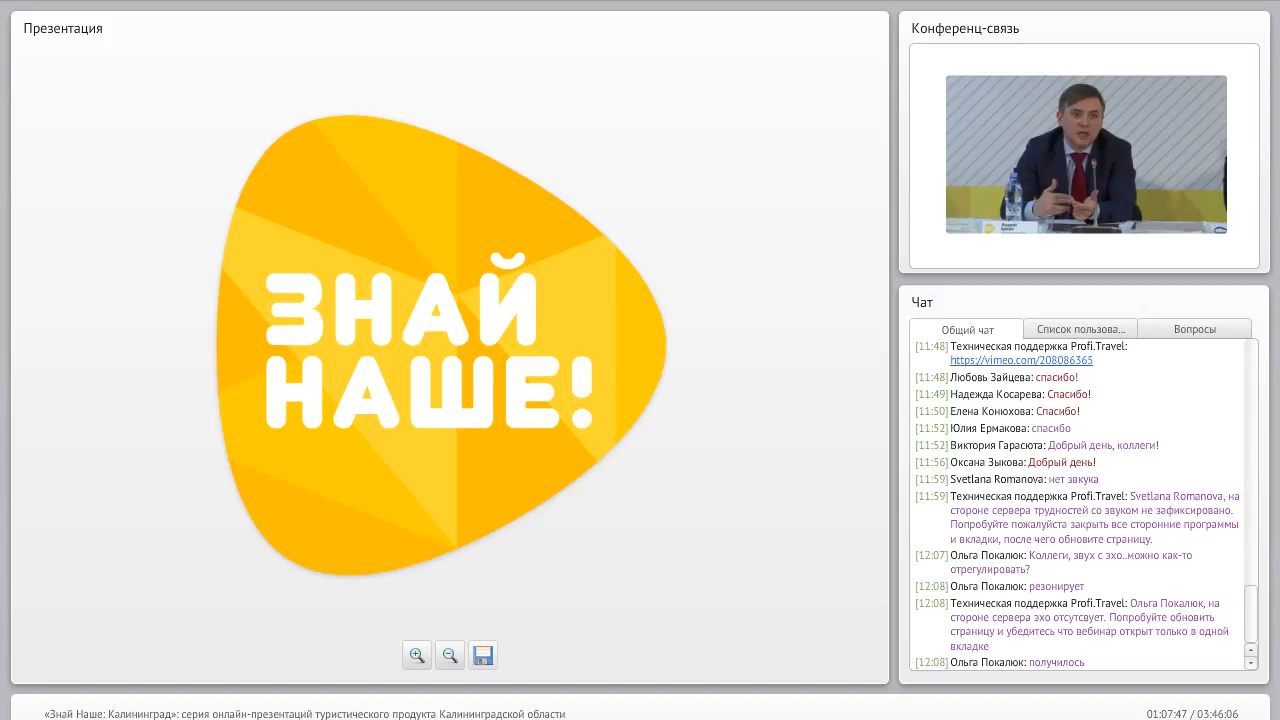 Презентация
ЗНАЙ
НАШЕ!
Конференц-связь
Чат
Общий чат
Список пользова...
Вопросы
[11:48] Техническая поддержка Profi.Travel:
https://vimeo.com/208086365
[11:48] Любовь Зайцева: спасибо!
[11:49] Надежда Косарева: Спасибо!
[11:50] Елена Конюхова: Спасибо!
[11:52] Юлия Ермакова: спасибо
[11:52] Виктория Гарасюта: Добрый день, коллеги!
[11:56] Оксана Зыкова: Добрый день!
[11:59] Svetlana Romanova: нет звкука
[11:59] Техническая поддержка Profi.Travel: Svetlana Romanova, на
стороне сервера трудностей со звуком не зафиксировано.
Попробуйте пожалуйста закрыть все сторонние программы
и вкладки, после чего обновите страницу.
[12:07] Ольга Покалюк: Коллеги, звук с эхо..можно как-то
отрегулировать?
[12:08] Ольга Покалюк: резонирует
[12:08] Техническая поддержка Profi.Travel: Ольга Покалюк, на
стороне сервера эхо отсутсвует. Попробуйте обновить
страницу и убедитесь что вебинар открыт только в одной
вкладке
[12:08] Ольга Покалюк: получилось
«Знай Наше: Калининград»: серия онлайн-презентаций туристического продукта Калининградской области
01:07:47 / 03:46:06